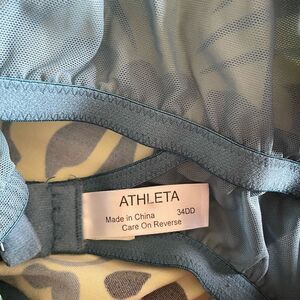 ATHLETA
Made in China 34DD
Care On Reverse